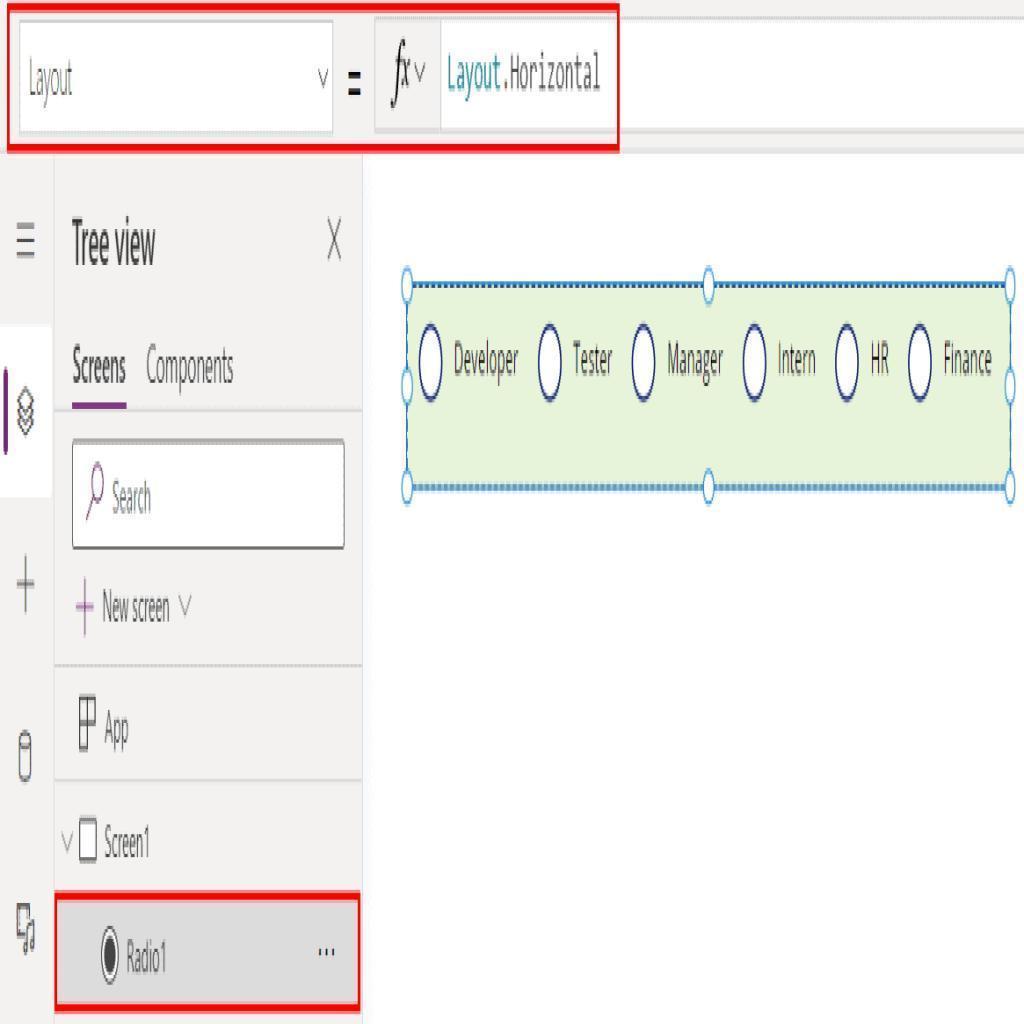 Layout = fx Layout.Horizontal
Tree view
Screens Components
Search
New screen
App
Screen1
Radio1 ...
Developer Tester Manager Intern HR Finance